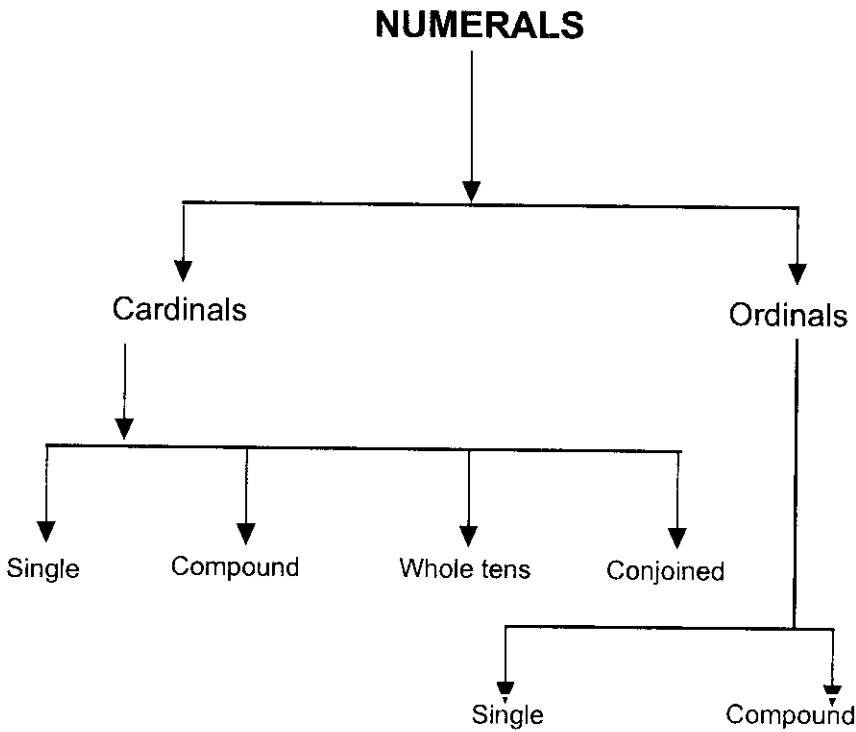 NUMERALS
Cardinals
Ordinals
Single
Compound
Whole tens
Conjoined
Single
Compound